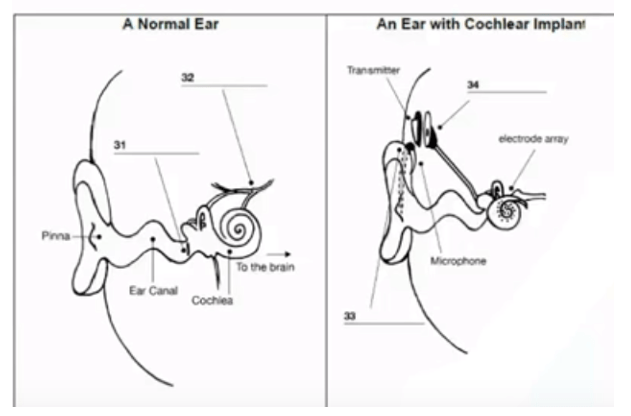 A Normal Ear
32
31
Pinna
Ear Canal
Cochlea
To the brain
An Ear with Cochlear Implant
Transmitter
34
electrode array
Microphone
33